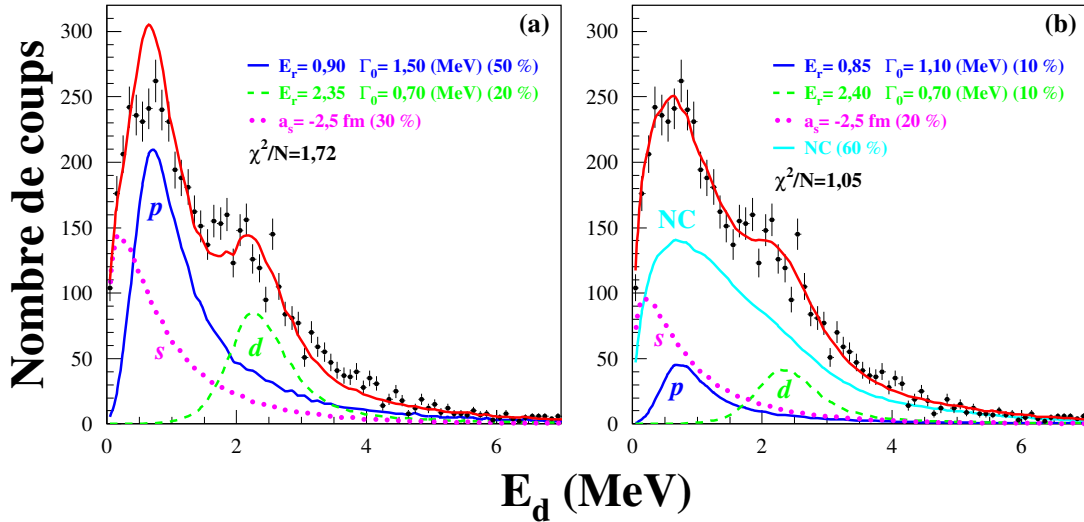 Nombre de coups
(a)
E_r= 0,90 Γ_0= 1,50 (MeV) (50 %)
E_r= 2,35 Γ_0= 0,70 (MeV) (20 %)
a_s= -2,5 fm (30 %)
χ²/N=1,72
p
s
d
300
250
200
150
100
50
0
0 2 4 6
(b)
E_r= 0,85 Γ_0= 1,10 (MeV) (10 %)
E_r= 2,40 Γ_0= 0,70 (MeV) (10 %)
a_s= -2,5 fm (20 %)
NC (60 %)
χ²/N=1,05
NC
s
p
d
300
250
200
150
100
50
0
0 2 4 6
E_d (MeV)